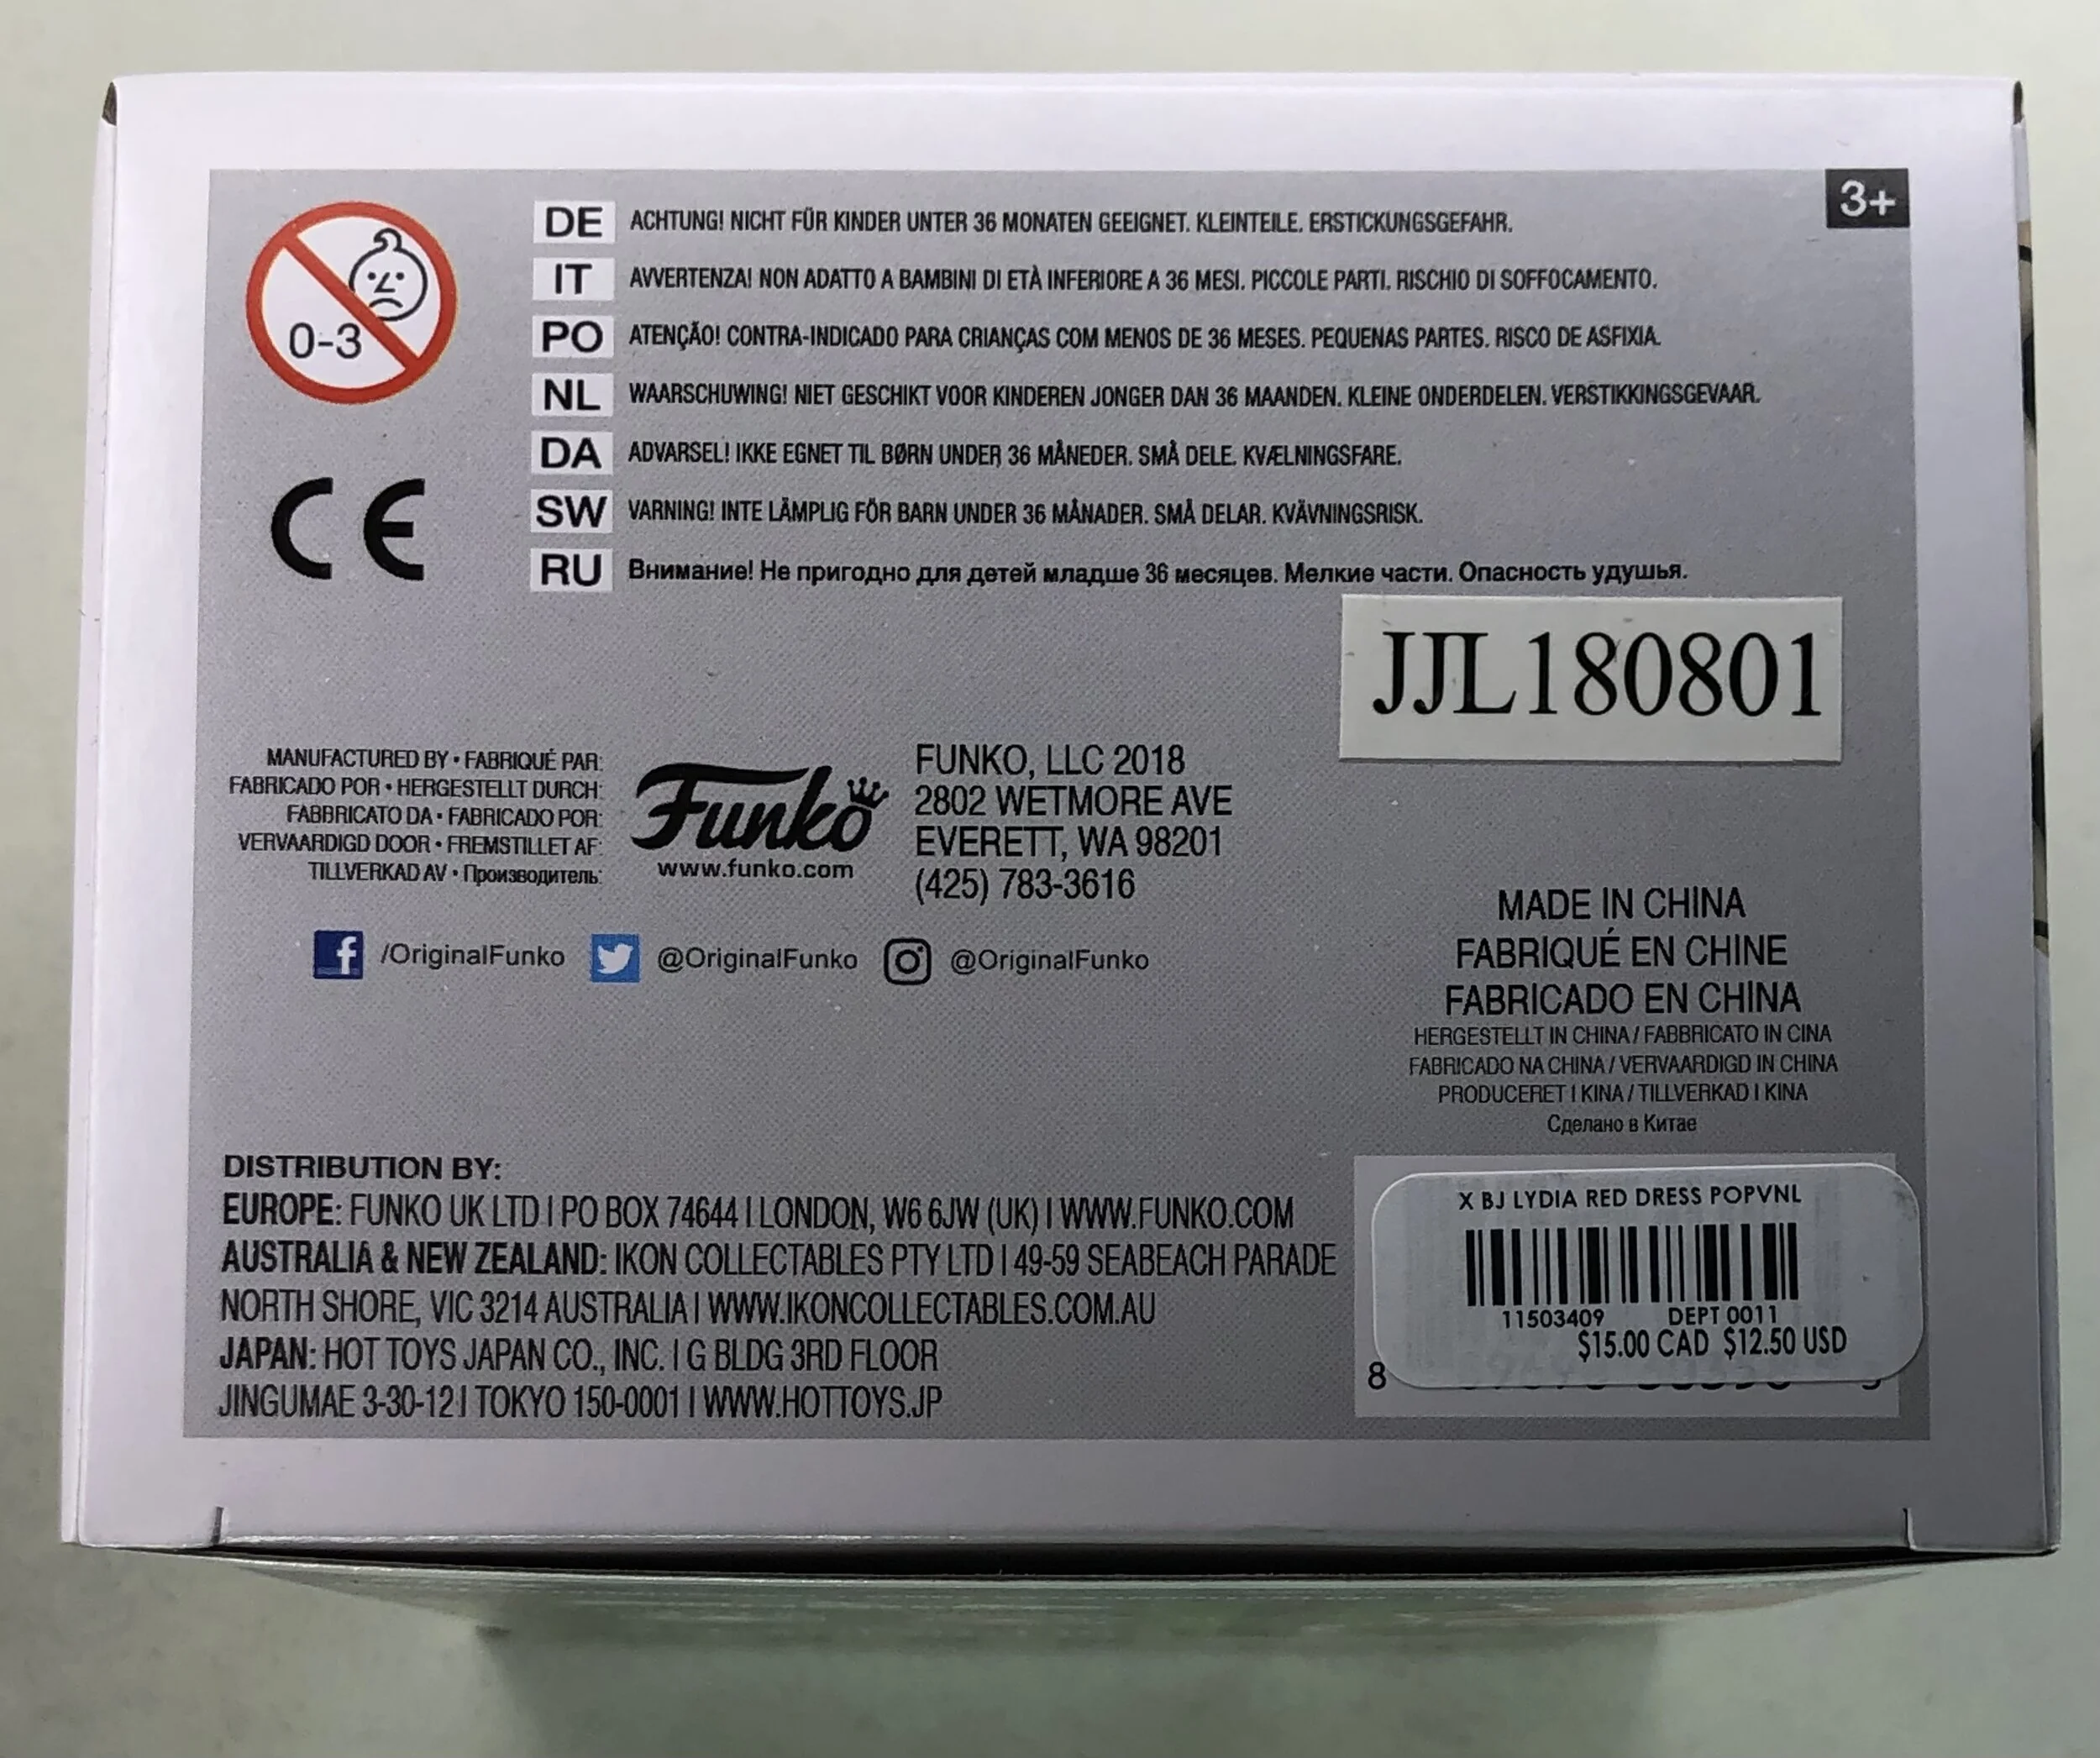 3+
0-3
DE ACHTUNG! NICHT FÜR KINDER UNTER 36 MONATEN GEEIGNET. KLEINTEILE. ERSTICKUNGSGEFAHR.
IT AVVERTENZA! NON ADATTO A BAMBINI DI ETÀ INFERIORE A 36 MESI. PICCOLE PARTI. RISCHIO DI SOFFOCAMENTO.
PO ATENÇÃO! CONTRA-INDICADO PARA CRIANÇAS COM MENOS DE 36 MESES. PEQUENAS PARTES. RISCO DE ASFIXIA.
NL WAARSCHUWING! NIET GESCHIKT VOOR KINDEREN JONGER DAN 36 MAANDEN. KLEINE ONDERDELEN. VERSTIKKINGSGEVAAR.
DA ADVARSEL! IKKE EGNET TIL BØRN UNDER 36 MÅNEDER. SMÅ DELE. KVÆLNINGSFARE.
SW VARNING! INTE LÄMPLIG FÖR BARN UNDER 36 MÅNADER. SMÅ DELAR. KVÄVNINGSRISK.
RU Внимание! Не пригодно для детей младше 36 месяцев. Мелкие части. Опасность удушья.
CE
JJL180801
MANUFACTURED BY • FABRIQUÉ PAR:
FABRICADO POR • HERGESTELLT DURCH:
FABBRICATO DA • FABRICADO POR:
VERVAARDIGD DOOR • FREMSTILLET AF:
TILLVERKAD AV • Производитель:
Funko
www.funko.com
FUNKO, LLC 2018
2802 WETMORE AVE
EVERETT, WA 98201
(425) 783-3616
/OriginalFunko @OriginalFunko @OriginalFunko
MADE IN CHINA
FABRIQUÉ EN CHINE
FABRICADO EN CHINA
HERGESTELLT IN CHINA / FABBRICATO IN CINA
FABRICADO NA CHINA / VERVAARDIGD IN CHINA
PRODUCERET I KINA / TILLVERKAD I KINA
Сделано в Китае
DISTRIBUTION BY:
EUROPE: FUNKO UK LTD | PO BOX 74644 | LONDON, W6 6JW (UK) | WWW.FUNKO.COM
AUSTRALIA & NEW ZEALAND: IKON COLLECTABLES PTY LTD | 49-59 SEABEACH PARADE
NORTH SHORE, VIC 3214 AUSTRALIA | WWW.IKONCOLLECTABLES.COM.AU
JAPAN: HOT TOYS JAPAN CO., INC. | G BLDG 3RD FLOOR
JINGUMAE 3-30-12 | TOKYO 150-0001 | WWW.HOTTOYS.JP
X BJ LYDIA RED DRESS POPVNL
11503409 DEPT 0011
$15.00 CAD $12.50 USD
8